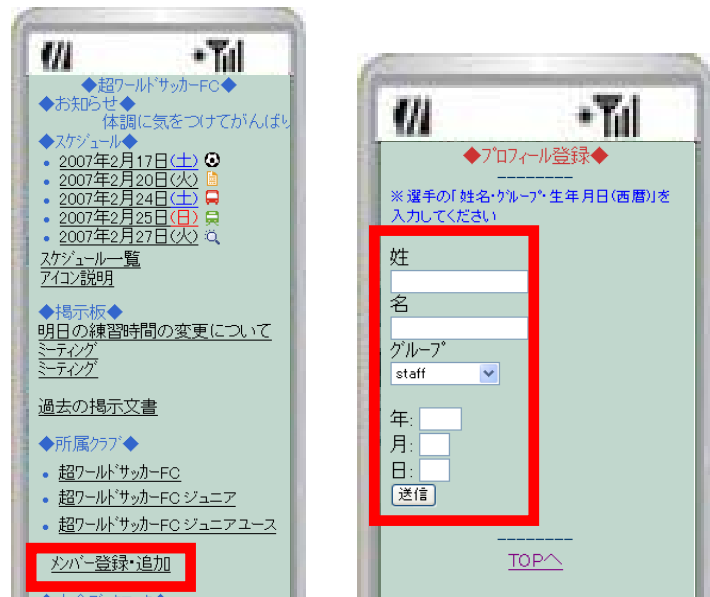 ◆超ワールドサッカーFC◆
◆お知らせ◆
体調に気をつけてがんばり
◆スケジュール◆
2007年2月17日(土)
2007年2月20日(火)
2007年2月24日(土)
2007年2月25日(日)
2007年2月27日(火)
スケジュール一覧
アイコン説明
◆掲示板◆
明日の練習時間の変更について
ミーティング
ミーティング
過去の掲示文書
◆所属クラブ◆
超ワールドサッカーFC
超ワールドサッカーFC ジュニア
超ワールドサッカーFC ジュニアユース
メンバー登録・追加
◆プロフィール登録◆
--------
※選手の「姓名・グループ・生年月日(西暦)」を
入力してください
姓
名
グループ
staff
年:
月:
日:
送信
--------
TOPへ